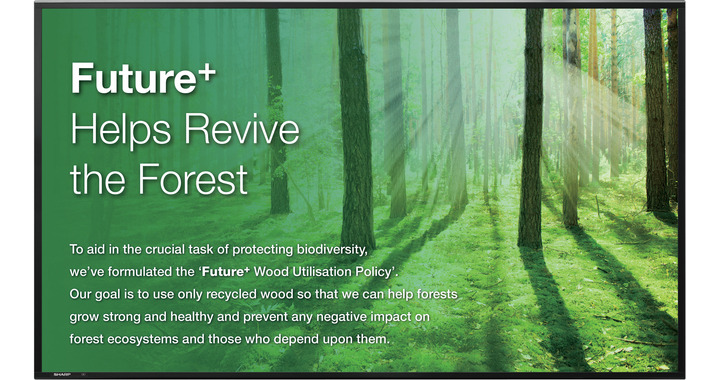 Future⁺
Helps Revive
the Forest
To aid in the crucial task of protecting biodiversity,
we've formulated the ‘Future⁺ Wood Utilisation Policy’.
Our goal is to use only recycled wood so that we can help forests
grow strong and healthy and prevent any negative impact on
forest ecosystems and those who depend upon them.
SHARP